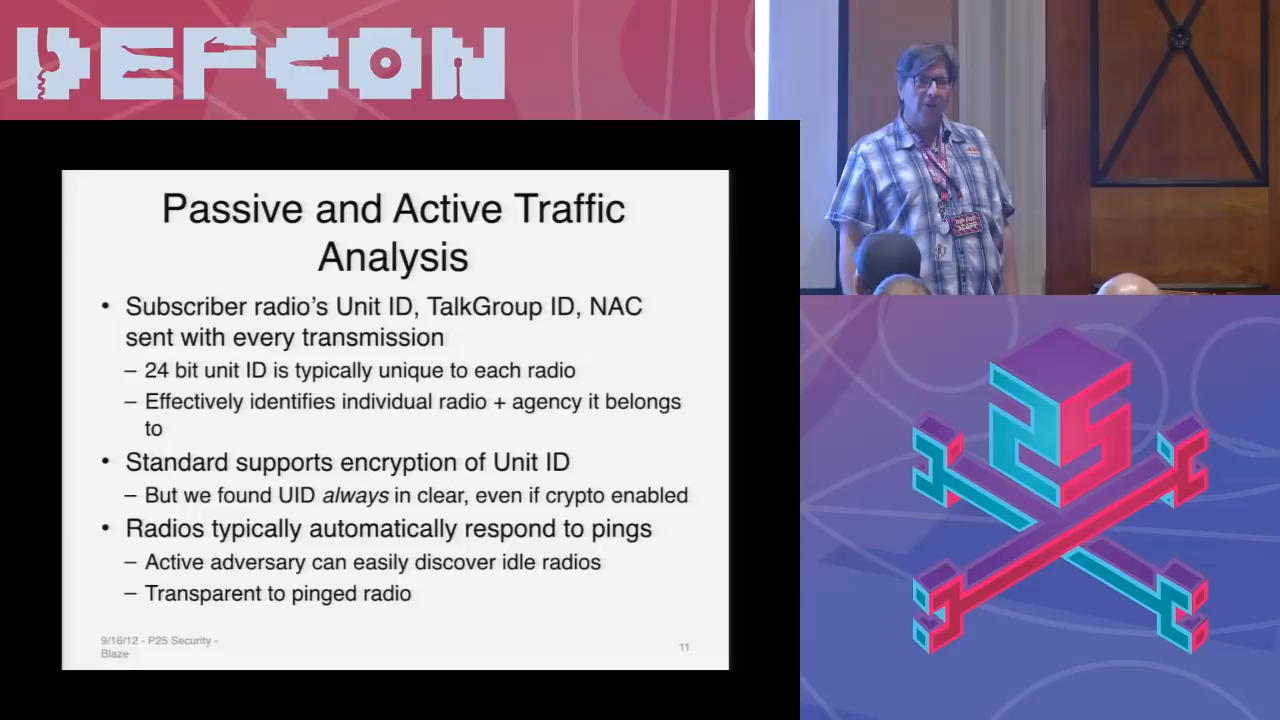 DEFCON
Passive and Active Traffic
Analysis
• Subscriber radio's Unit ID, TalkGroup ID, NAC
sent with every transmission
– 24 bit unit ID is typically unique to each radio
– Effectively identifies individual radio + agency it belongs
to
• Standard supports encryption of Unit ID
– But we found UID always in clear, even if crypto enabled
• Radios typically automatically respond to pings
– Active adversary can easily discover idle radios
– Transparent to pinged radio
9/16/12 - P25 Security -
Blaze
11
DEF CON
STAFF
25